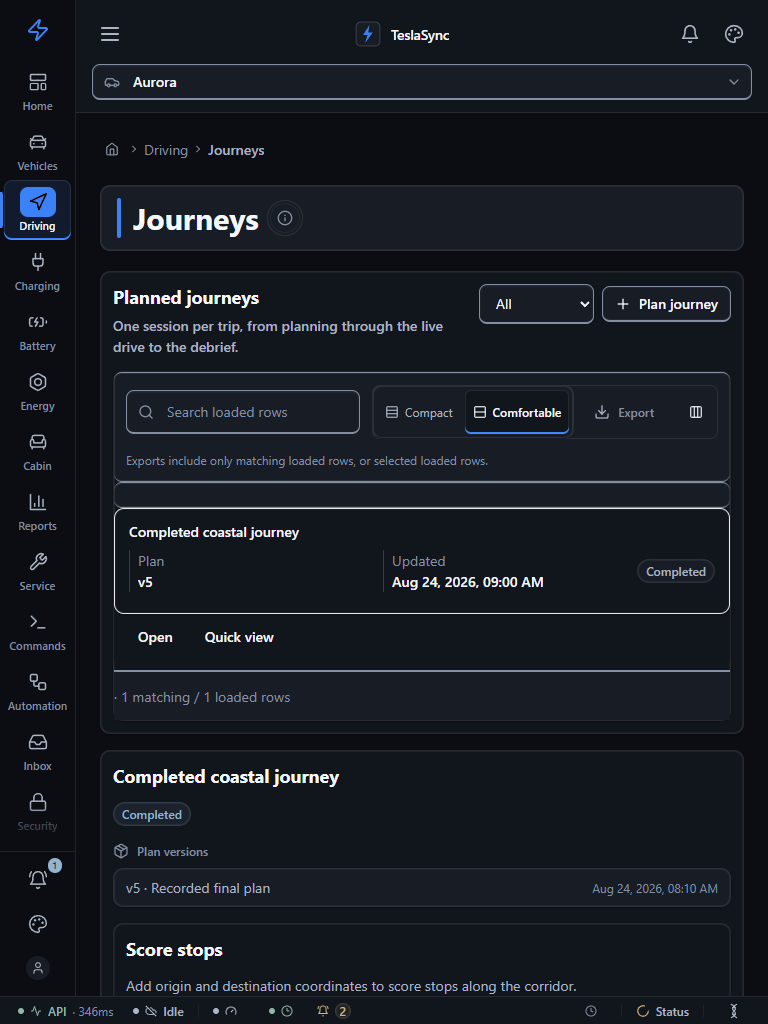 TeslaSync
Aurora
Home
Vehicles
Driving
Charging
Battery
Energy
Cabin
Reports
Service
Commands
Automation
Inbox
Security
1
Driving
Journeys
Journeys
Planned journeys
All
Plan journey
One session per trip, from planning through the live
drive to the debrief.
Search loaded rows
Compact
Comfortable
Export
Exports include only matching loaded rows, or selected loaded rows.
Completed coastal journey
Plan
v5
Updated
Aug 24, 2026, 09:00 AM
Completed
Open
Quick view
· 1 matching / 1 loaded rows
Completed coastal journey
Completed
Plan versions
v5 · Recorded final plan
Aug 24, 2026, 08:10 AM
Score stops
Add origin and destination coordinates to score stops along the corridor.
API · 346ms
Idle
2
Status